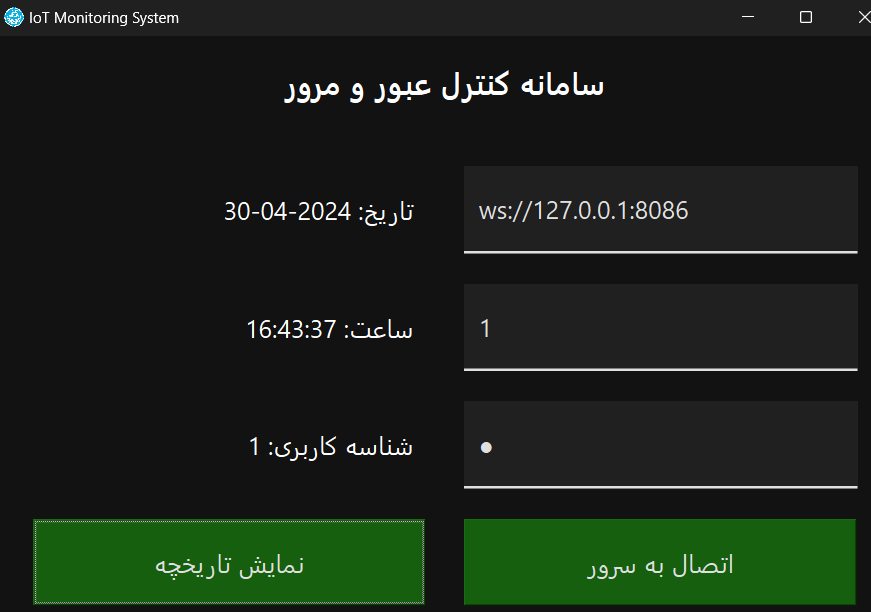 IoT Monitoring System
سامانه کنترل عبور و مرور
ws://127.0.0.1:8086
تاریخ: 30-04-2024
1
ساعت: 16:43:37
●
شناسه کاربری: 1
اتصال به سرور
نمایش تاریخچه